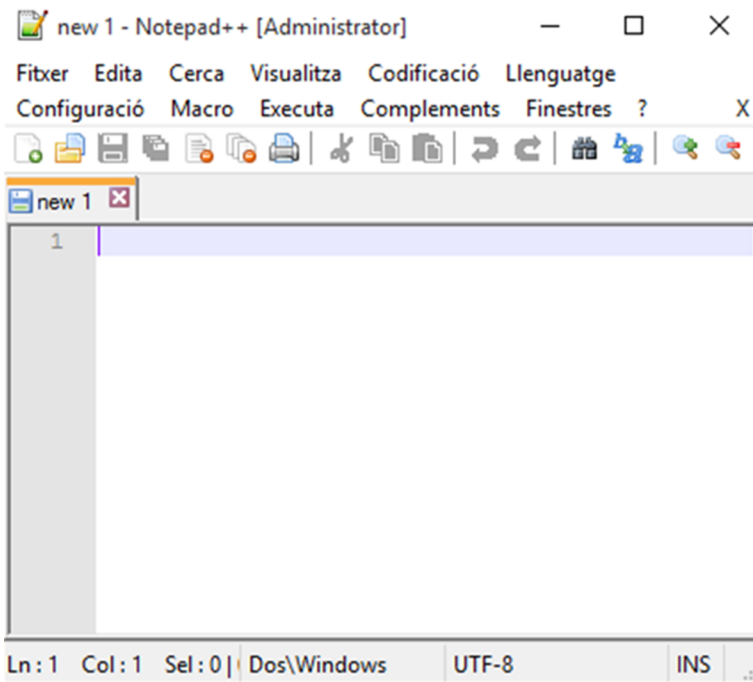 new 1 - Notepad++ [Administrator]
Fitxer Edita Cerca Visualitza Codificació Llenguatge
Configuració Macro Executa Complements Finestres ? X
new 1
1
Ln:1 Col:1 Sel:0| Dos\Windows UTF-8 INS